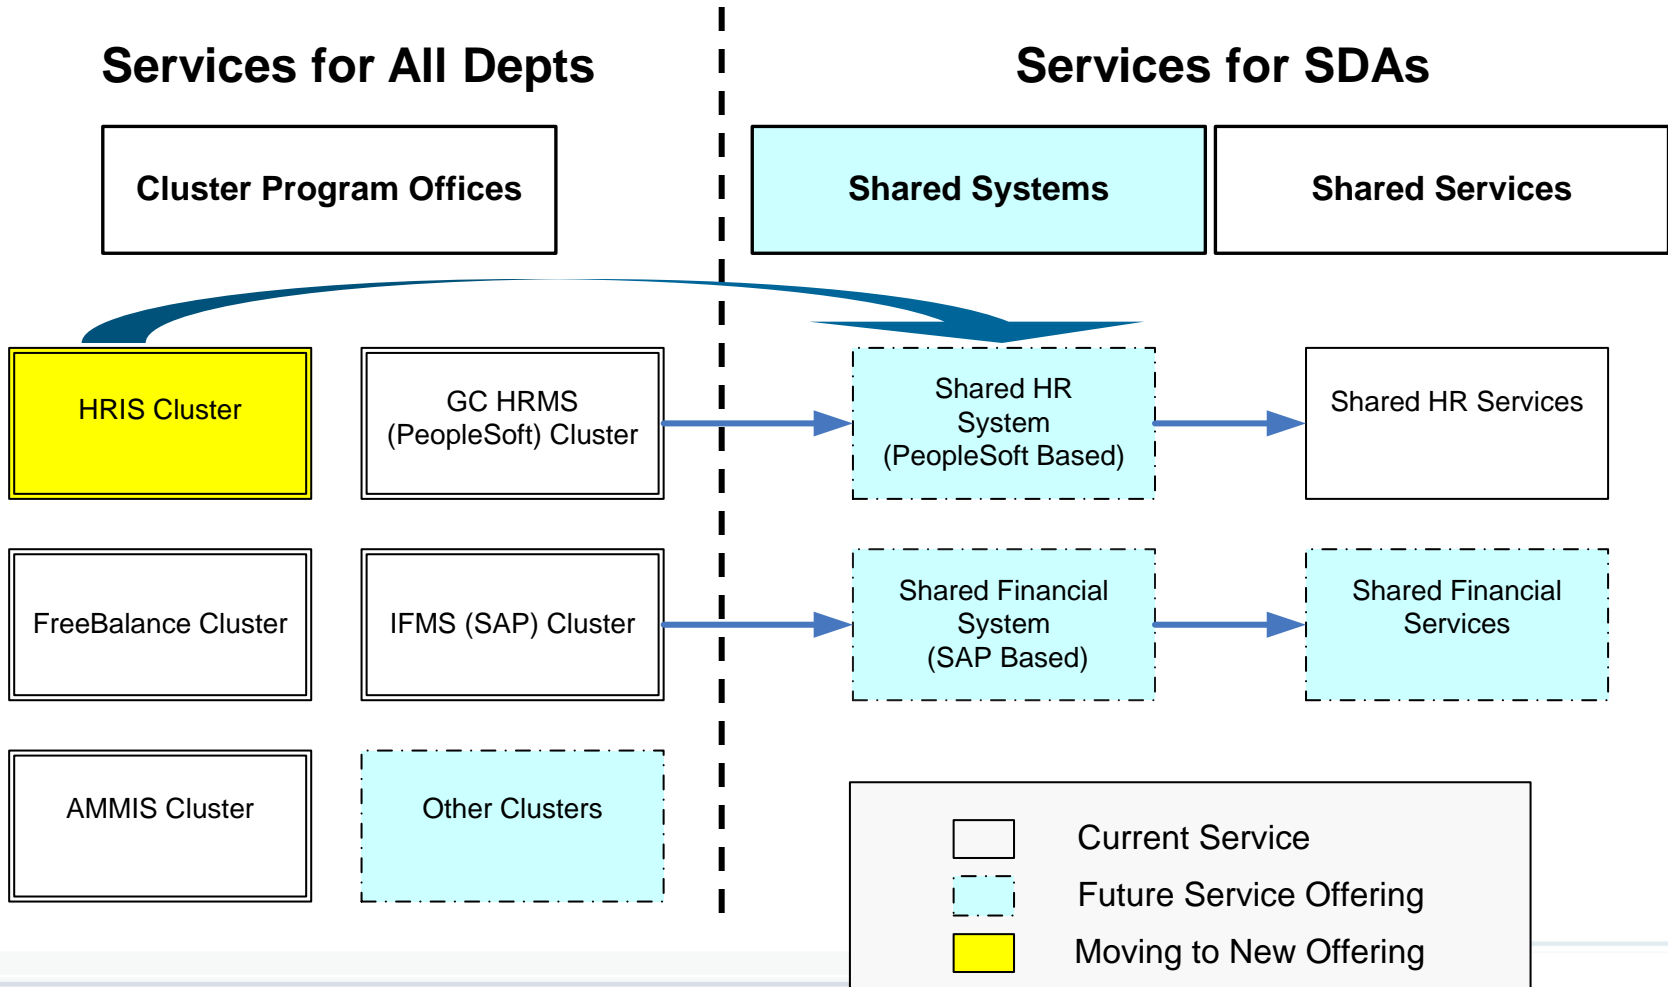 Services for All Depts
Services for SDAs
Cluster Program Offices
Shared Systems
Shared Services
HRIS Cluster
GC HRMS
(PeopleSoft) Cluster
Shared HR
System
(PeopleSoft Based)
Shared HR Services
FreeBalance Cluster
IFMS (SAP) Cluster
Shared Financial
System
(SAP Based)
Shared Financial
Services
AMMIS Cluster
Other Clusters
Current Service
Future Service Offering
Moving to New Offering